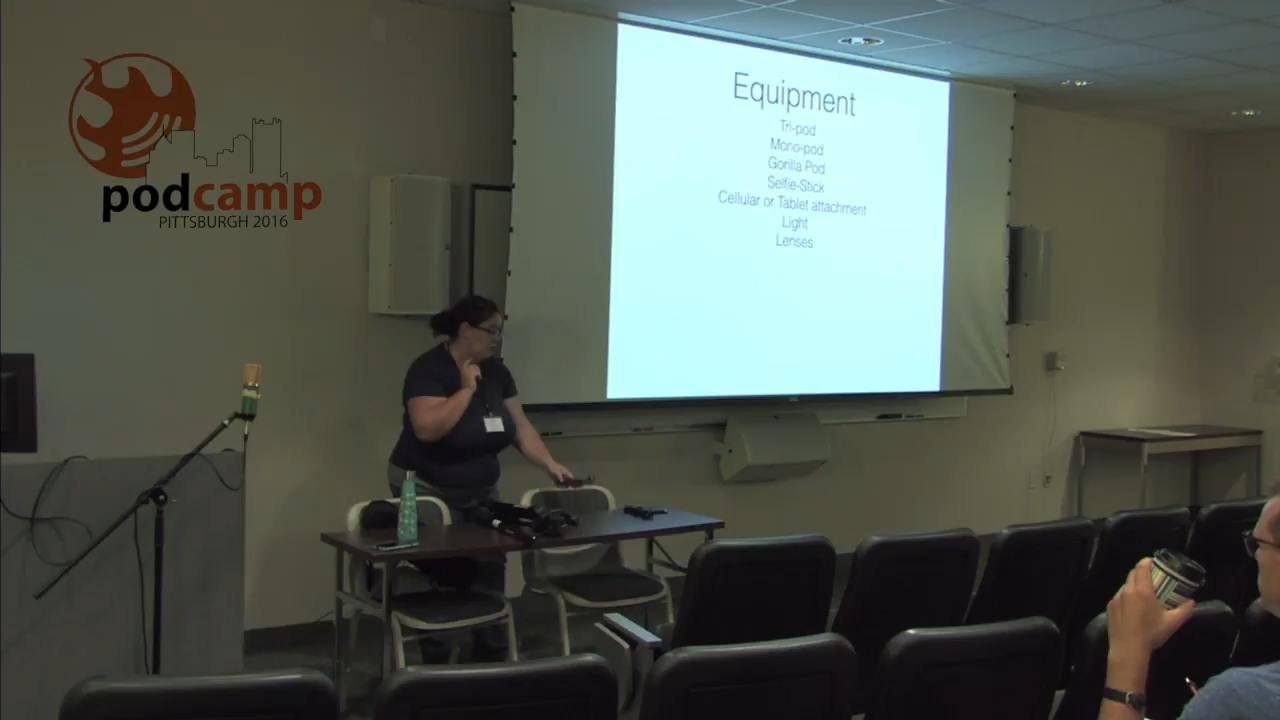 podcamp
PITTSBURGH 2016
Equipment
Tri-pod
Mono-pod
Gorilla Pod
Selfie-Stick
Cellular or Tablet attachment
Light
Lenses